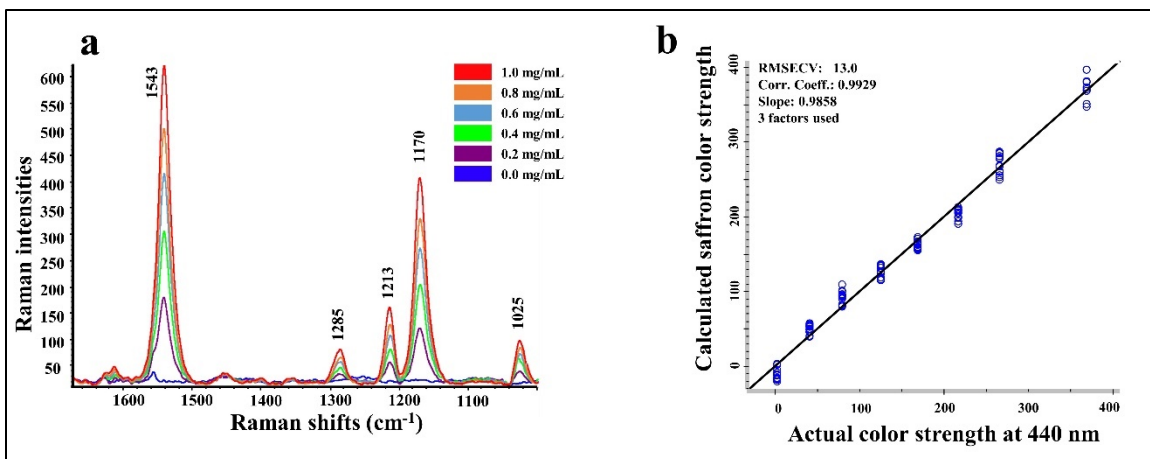 a
1543
1170
1213
1285
1025
1.0 mg/mL
0.8 mg/mL
0.6 mg/mL
0.4 mg/mL
0.2 mg/mL
0.0 mg/mL
Raman intensities
600
500
450
400
350
300
250
200
150
100
50
1600
1500
1400
1300
1200
1100
Raman shifts (cm⁻¹)
b
RMSECV: 13.0
Corr. Coeff.: 0.9929
Slope: 0.9858
3 factors used
Calculated saffron color strength
400
300
200
100
0
0
100
200
300
400
Actual color strength at 440 nm